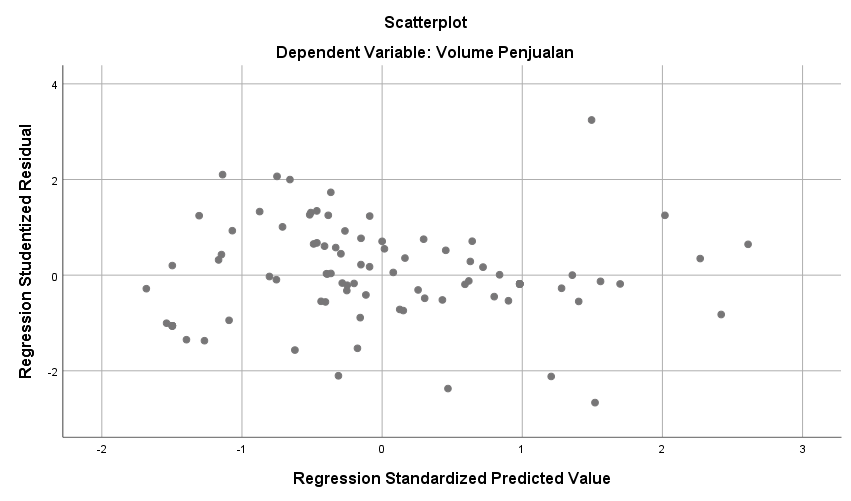 Scatterplot
Dependent Variable: Volume Penjualan
Regression Studentized Residual
4
2
0
-2
-2
-1
0
1
2
3
Regression Standardized Predicted Value